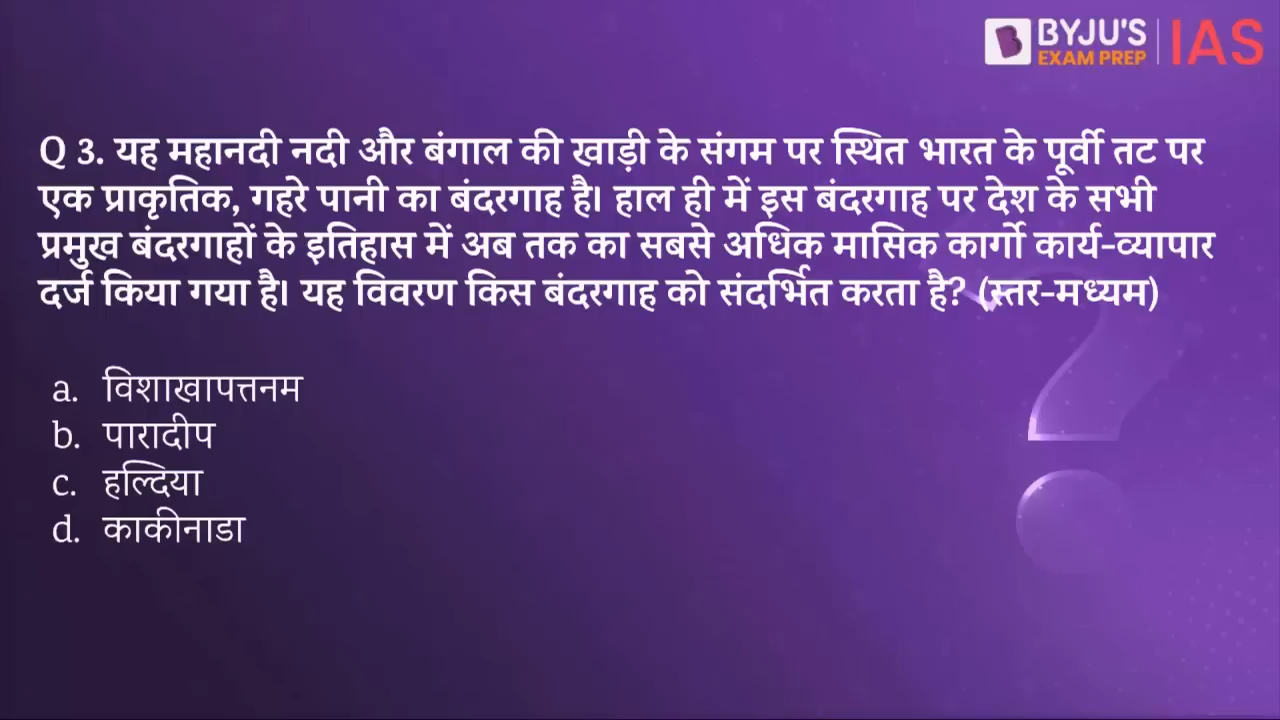 BYJU'S
EXAM PREP
IAS
Q 3. यह महानदी नदी और बंगाल की खाड़ी के संगम पर स्थित भारत के पूर्वी तट पर
एक प्राकृतिक, गहरे पानी का बंदरगाह है। हाल ही में इस बंदरगाह पर देश के सभी
प्रमुख बंदरगाहों के इतिहास में अब तक का सबसे अधिक मासिक कार्गो कार्य-व्यापार
दर्ज किया गया है। यह विवरण किस बंदरगाह को संदर्भित करता है? (स्तर-मध्यम)
a. विशाखापत्तनम
b. पारादीप
c. हल्दिया
d. काकीनाडा